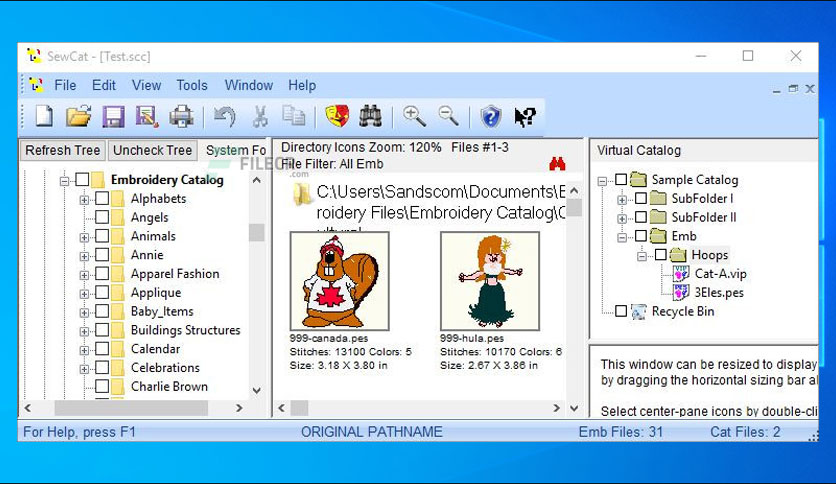 SewCat - [Test.scc]
File Edit View Tools Window Help
Refresh Tree Uncheck Tree System Fo
Embroidery Catalog
Alphabets
Angels
Animals
Annie
Apparel Fashion
Applique
Baby_Items
Buildings Structures
Calendar
Celebrations
Charlie Brown
Directory Icons Zoom: 120% Files #1-3
File Filter: All Emb
FILECR
.com
C:\Users\Sandscom\Documents\E
roidery Files\Embroidery Catalog\C
999-canada.pes
Stitches: 13100 Colors: 5
Size: 3.18 X 3.80 in
999-hula.pes
Stitches: 10170 Colors: 6
Size: 2.67 X 3.86 in
Virtual Catalog
Sample Catalog
SubFolder I
SubFolder II
Emb
Hoops
Cat-A.vip
3Eles.pes
Recycle Bin
This window can be resized to display
by dragging the horizontal sizing bar a
Select center-pane icons by double-cli
For Help, press F1 ORIGINAL PATHNAME Emb Files: 31 Cat Files: 2